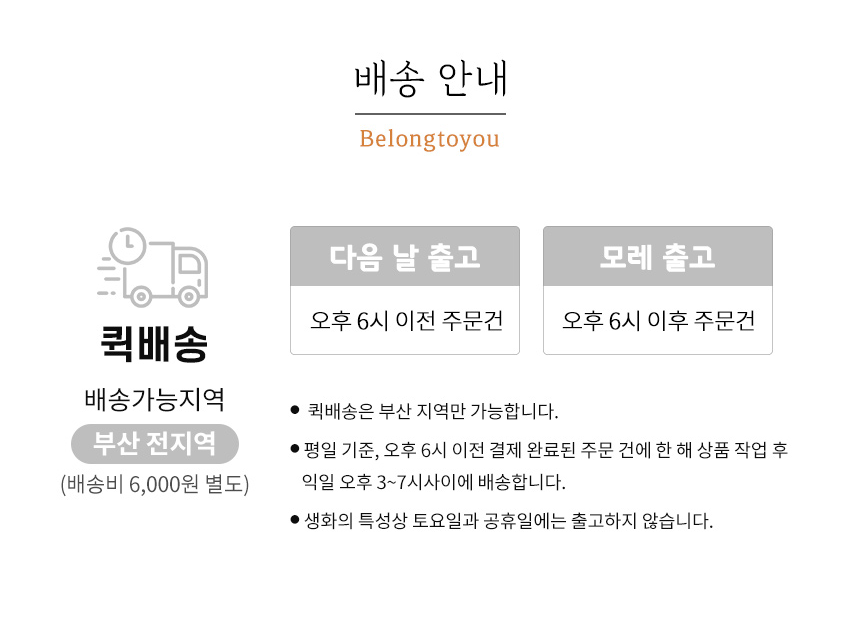 배송 안내
Belongtoyou
퀵배송
배송가능지역
부산 전지역
(배송비 6,000원 별도)
다음 날 출고
오후 6시 이전 주문건
모레 출고
오후 6시 이후 주문건
● 퀵배송은 부산 지역만 가능합니다.
● 평일 기준, 오후 6시 이전 결제 완료된 주문 건에 한 해 상품 작업 후
익일 오후 3~7시사이에 배송합니다.
● 생화의 특성상 토요일과 공휴일에는 출고하지 않습니다.